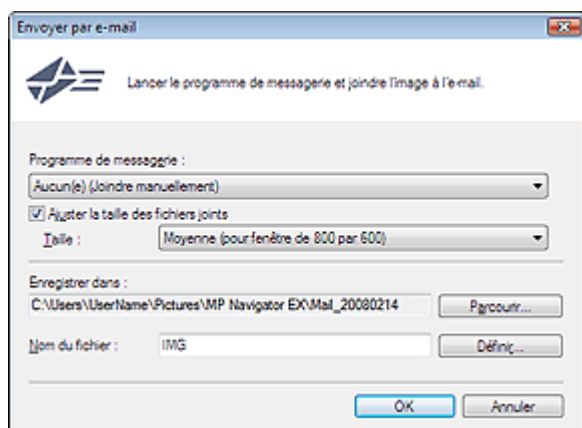 Envoyer par e-mail
Lancer le programme de messagerie et joindre l'image à l'e-mail.
Programme de messagerie :
Aucun(e) (Joindre manuellement)
Ajuster la taille des fichiers joints
Taille : Moyenne (pour fenêtre de 800 par 600)
Enregistrer dans :
C:\Users\UserName\Pictures\MP Navigator EX\Mail_20080214 Parcourir...
Nom du fichier : IMG Définir...
OK Annuler